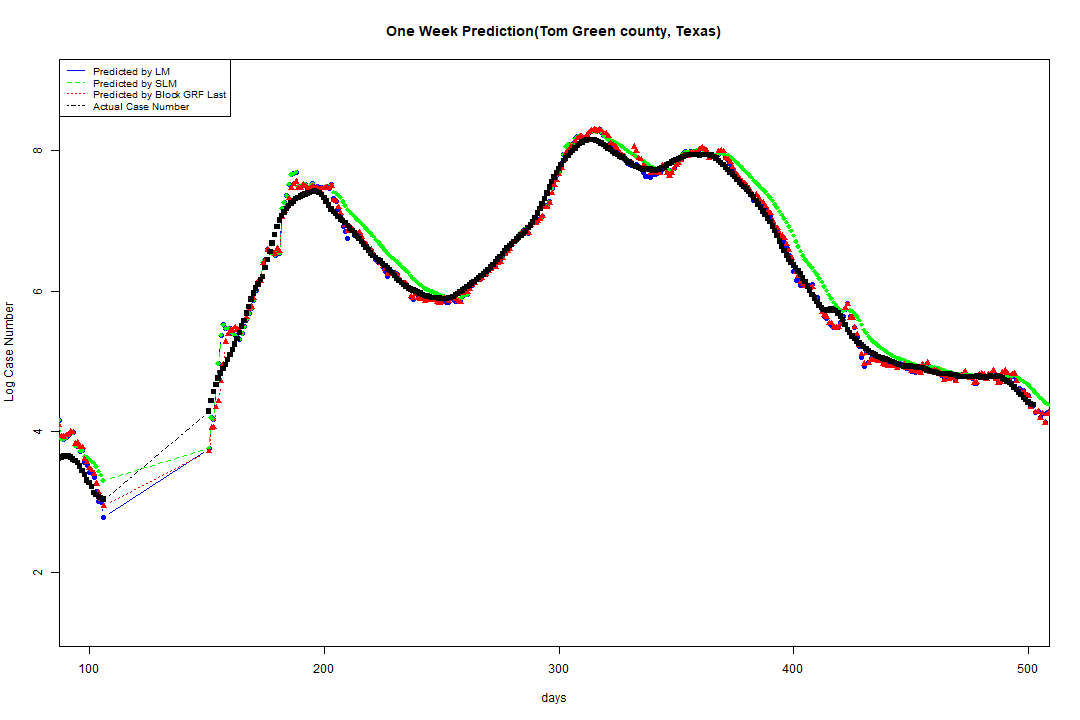 One Week Prediction(Tom Green county, Texas)
Predicted by LM
Predicted by SLM
Predicted by Block GRF Last
Actual Case Number
Log Case Number
8
6
4
2
100 200 300 400 500
days